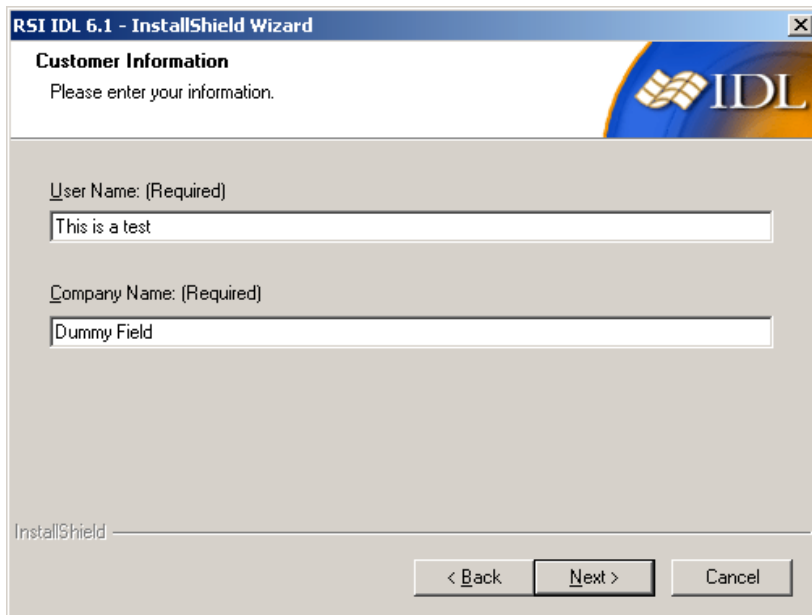 RSI IDL 6.1 - InstallShield Wizard
Customer Information
Please enter your information.
IDL
User Name: (Required)
This is a test
Company Name: (Required)
Dummy Field
InstallShield
< Back
Next >
Cancel